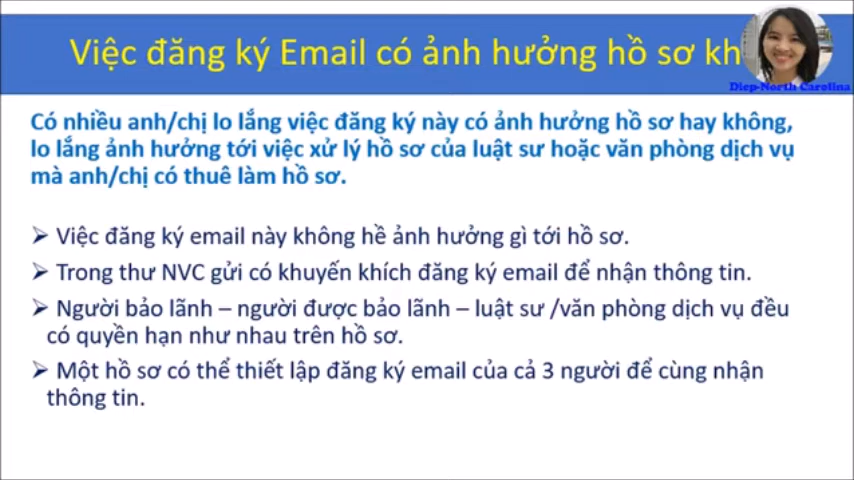 Việc đăng ký Email có ảnh hưởng hồ sơ kh
Diep-North Carolina
Có nhiều anh/chị lo lắng việc đăng ký này có ảnh hưởng hồ sơ hay không,
lo lắng ảnh hưởng tới việc xử lý hồ sơ của luật sư hoặc văn phòng dịch vụ
mà anh/chị có thuê làm hồ sơ.
➢ Việc đăng ký email này không hề ảnh hưởng gì tới hồ sơ.
➢ Trong thư NVC gửi có khuyến khích đăng ký email để nhận thông tin.
➢ Người bảo lãnh – người được bảo lãnh – luật sư /văn phòng dịch vụ đều
có quyền hạn như nhau trên hồ sơ.
➢ Một hồ sơ có thể thiết lập đăng ký email của cả 3 người để cùng nhận
thông tin.